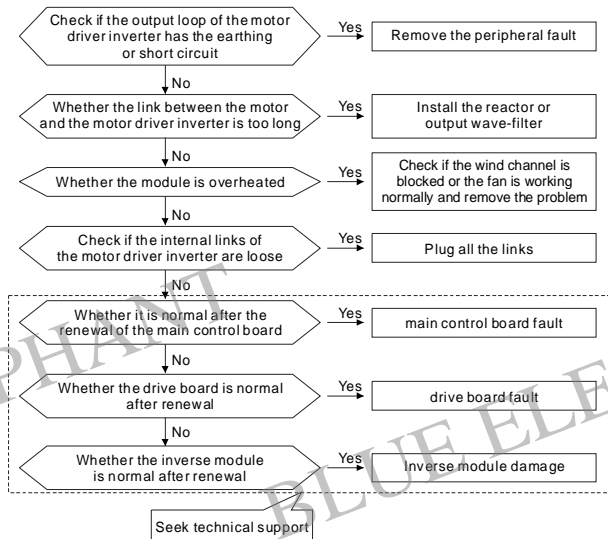 Check if the output loop of the motor
driver inverter has the earthing
or short circuit
Yes
Remove the peripheral fault
No
Whether the link between the motor
and the motor driver inverter is too long
Yes
Install the reactor or
output wave-filter
No
Whether the module is overheated
Yes
Check if the wind channel is
blocked or the fan is working
normally and remove the problem
No
Check if the internal links of
the motor driver inverter are loose
Yes
Plug all the links
No
Whether it is normal after the
renewal of the main control board
Yes
main control board fault
No
Whether the drive board is normal
after renewal
Yes
drive board fault
No
Whether the inverse module
is normal after renewal
Yes
Inverse module damage
Seek technical support
PHANT
BLUE ELE